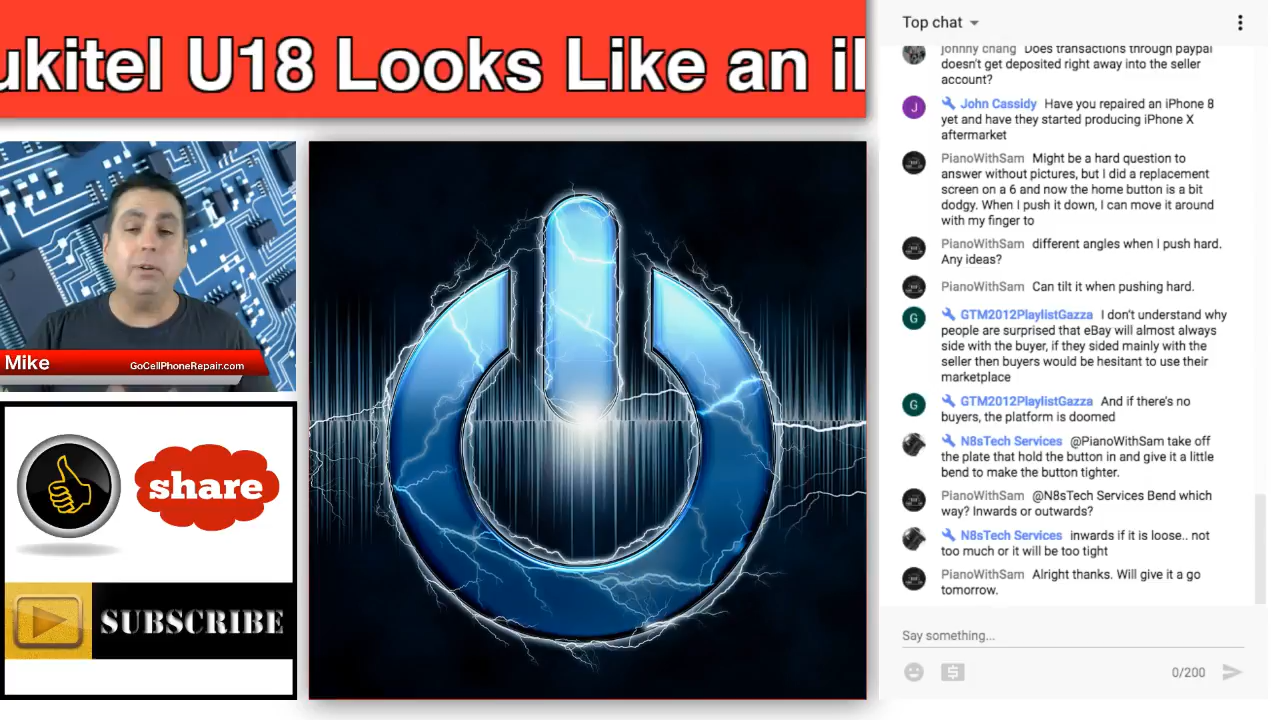 ukitel U18 Looks Like an i
Mike
GoCellPhoneRepair.com
share
SUBSCRIBE
Top chat
johnny chang Does transactions through paypal
doesn't get deposited right away into the seller
account?
J
John Cassidy Have you repaired an iPhone 8
yet and have they started producing iPhone X
aftermarket
PianoWithSam Might be a hard question to
answer without pictures, but I did a replacement
screen on a 6 and now the home button is a bit
dodgy. When I push it down, I can move it around
with my finger to
PianoWithSam different angles when I push hard.
Any ideas?
PianoWithSam Can tilt it when pushing hard.
G
GTM2012PlaylistGazza I don't understand why
people are surprised that eBay will almost always
side with the buyer, if they sided mainly with the
seller then buyers would be hesitant to use their
marketplace
G
GTM2012PlaylistGazza And if there's no
buyers, the platform is doomed
N8sTech Services @PianoWithSam take off
the plate that hold the button in and give it a little
bend to make the button tighter.
PianoWithSam @N8sTech Services Bend which
way? Inwards or outwards?
N8sTech Services inwards if it is loose.. not
too much or it will be too tight
PianoWithSam Alright thanks. Will give it a go
tomorrow.
Say something...
0/200